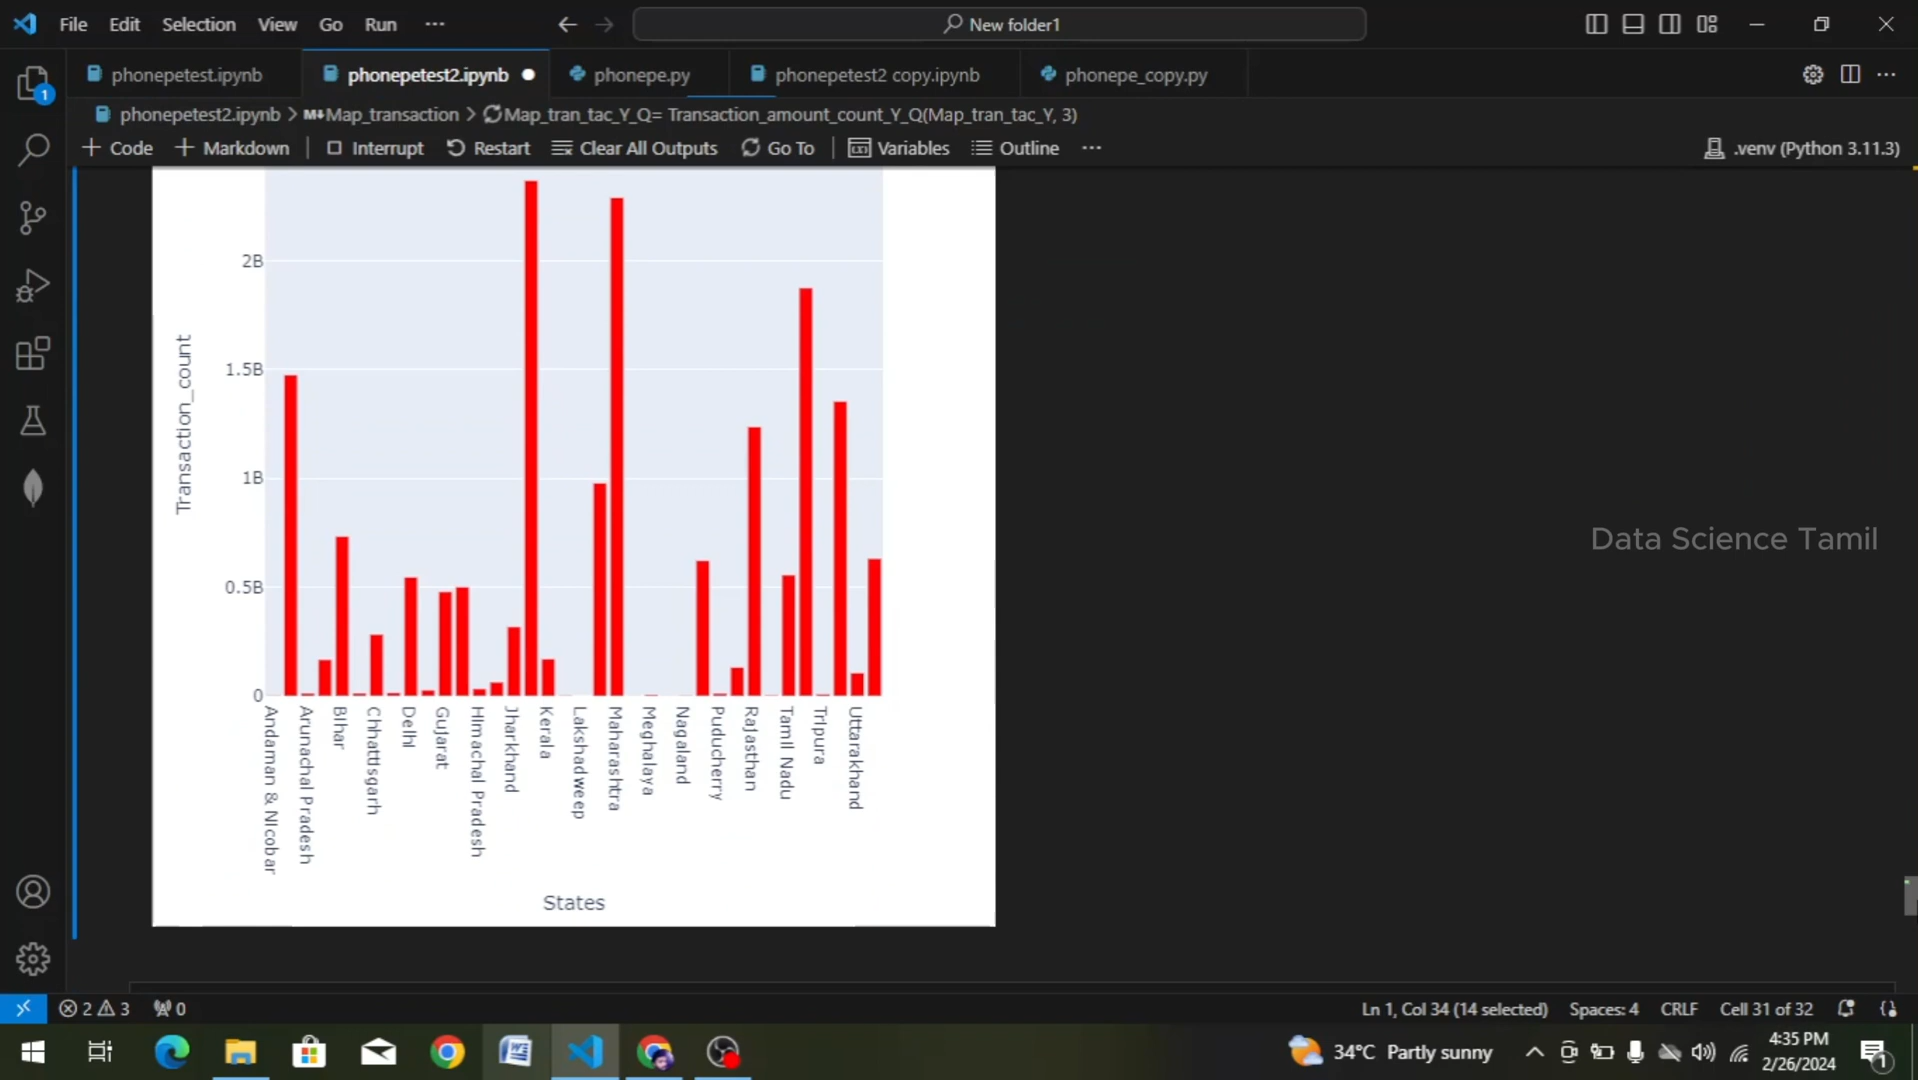 File Edit Selection View Go Run ··· New folder1
phonepetest.ipynb phonepetest2.ipynb phonepe.py phonepetest2 copy.ipynb phonepe_copy.py
phonepetest2.ipynb > M↓ Map_transaction > Map_tran_tac_Y_Q= Transaction_amount_count_Y_Q(Map_tran_tac_Y, 3)
+ Code + Markdown Interrupt Restart Clear All Outputs Go To Variables Outline ··· .venv (Python 3.11.3)
1
2B
1.5B
1B
0.5B
0
Transaction_count
Andaman & Nicobar
Arunachal Pradesh
Bihar
Chhattisgarh
Delhi
Gujarat
Himachal Pradesh
Jharkhand
Kerala
Lakshadweep
Maharashtra
Meghalaya
Nagaland
Puducherry
Rajasthan
Tamil Nadu
Tripura
Uttarakhand
States
Data Science Tamil
2 3 0 Ln 1, Col 34 (14 selected) Spaces: 4 CRLF Cell 31 of 32
34°C Partly sunny 4:35 PM
2/26/2024
1